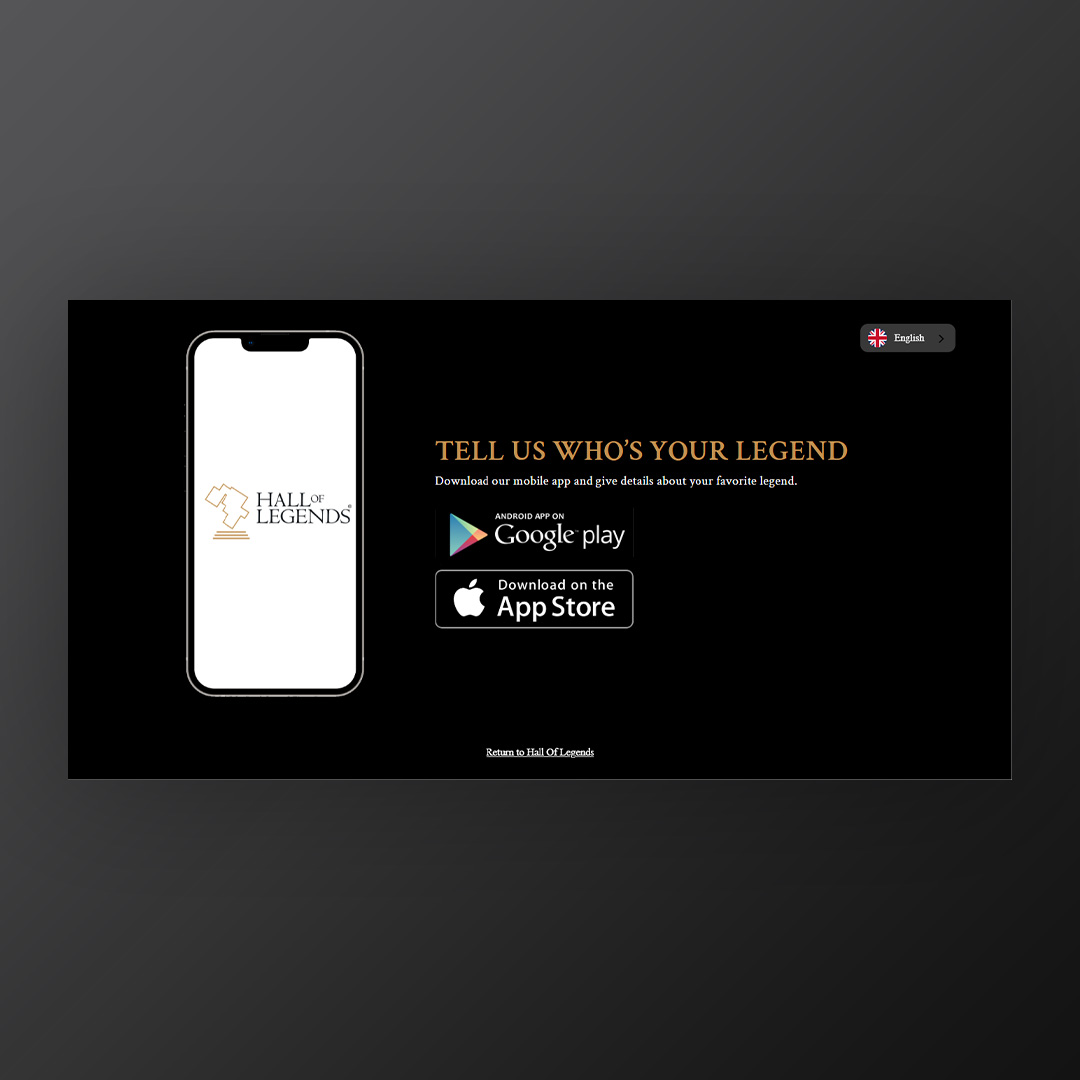 English
HALL OF
LEGENDS®
TELL US WHO’S YOUR LEGEND
Download our mobile app and give details about your favorite legend.
ANDROID APP ON
Google play
Download on the
App Store
Return to Hall Of Legends